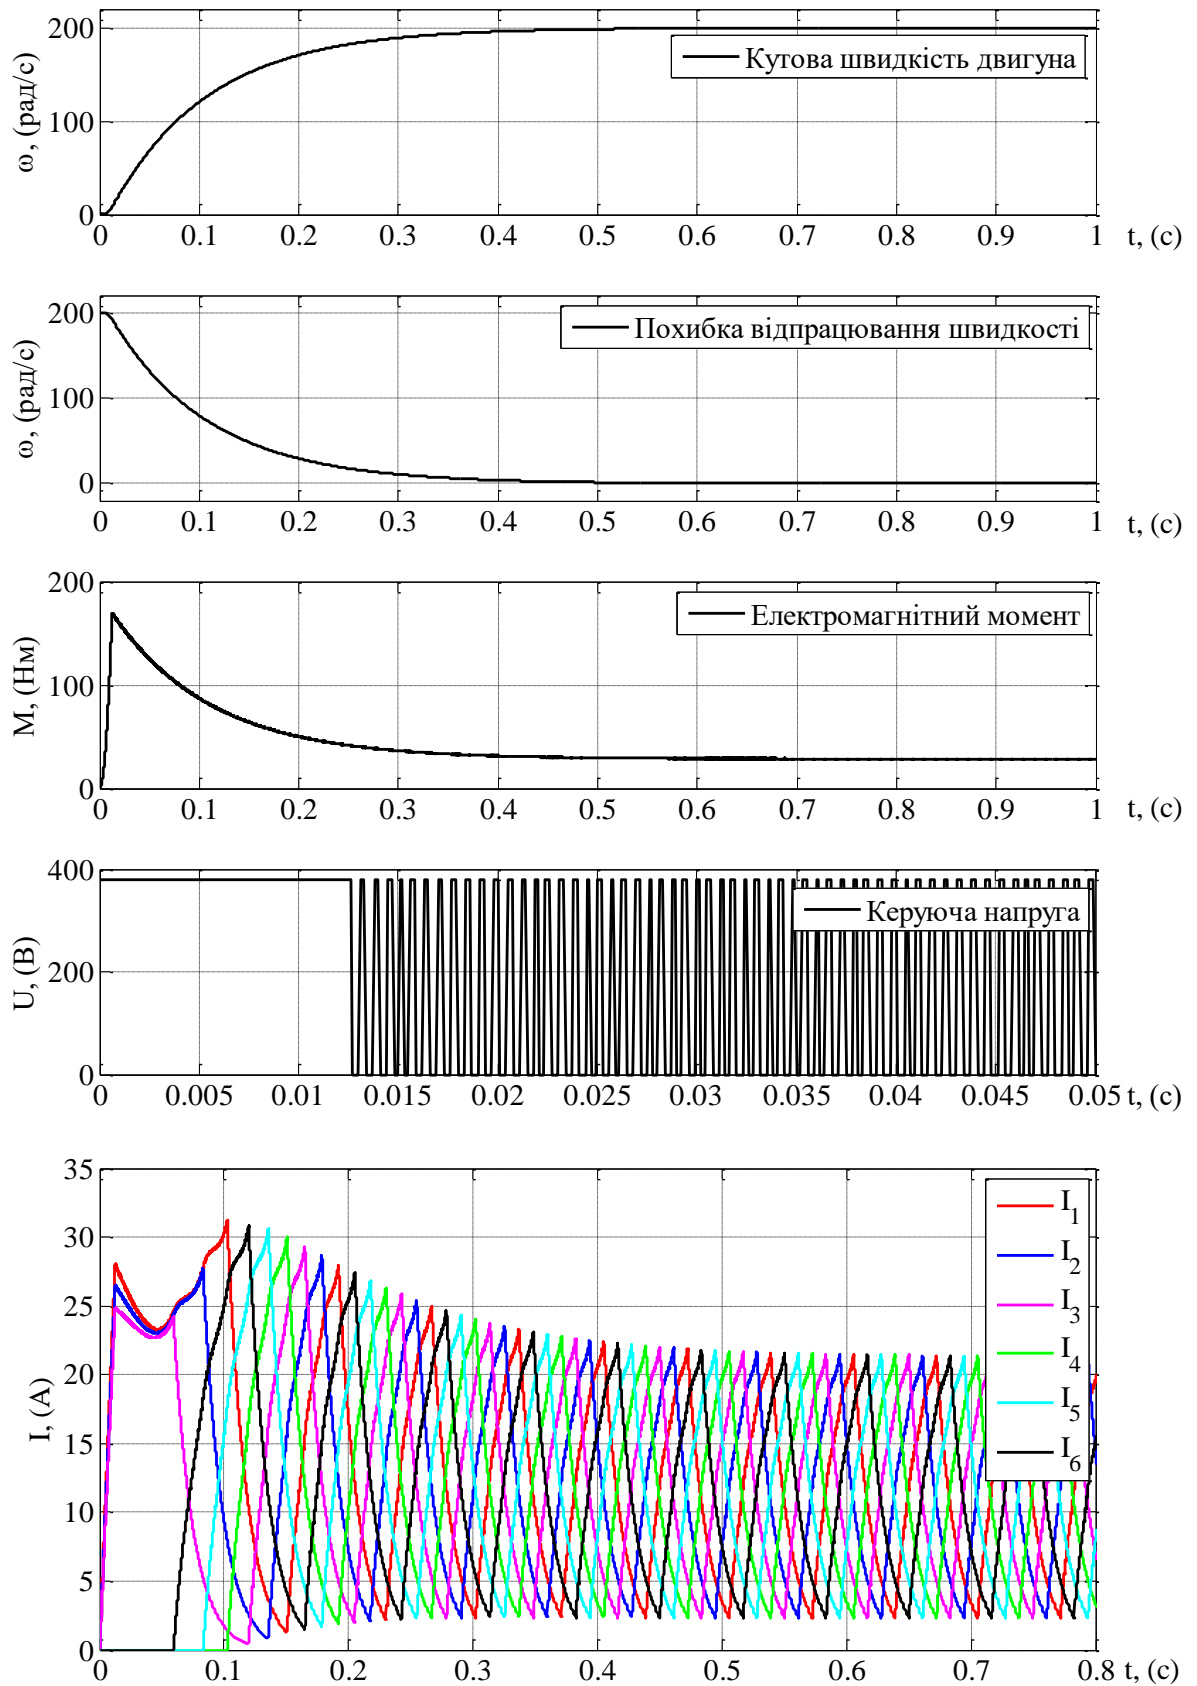 200
100
0
ω, (рад/с)
Кутова швидкість двигуна
0 0.1 0.2 0.3 0.4 0.5 0.6 0.7 0.8 0.9 1 t, (с)
200
100
0
ω, (рад/с)
Похибка відпрацювання швидкості
0 0.1 0.2 0.3 0.4 0.5 0.6 0.7 0.8 0.9 1 t, (с)
200
100
0
М, (Нм)
Електромагнітний момент
0 0.1 0.2 0.3 0.4 0.5 0.6 0.7 0.8 0.9 1 t, (с)
400
200
0
U, (В)
Керуюча напруга
0 0.005 0.01 0.015 0.02 0.025 0.03 0.035 0.04 0.045 0.05 t, (с)
35
30
25
20
15
10
5
0
I, (А)
I1
I2
I3
I4
I5
I6
0 0.1 0.2 0.3 0.4 0.5 0.6 0.7 0.8 t, (с)